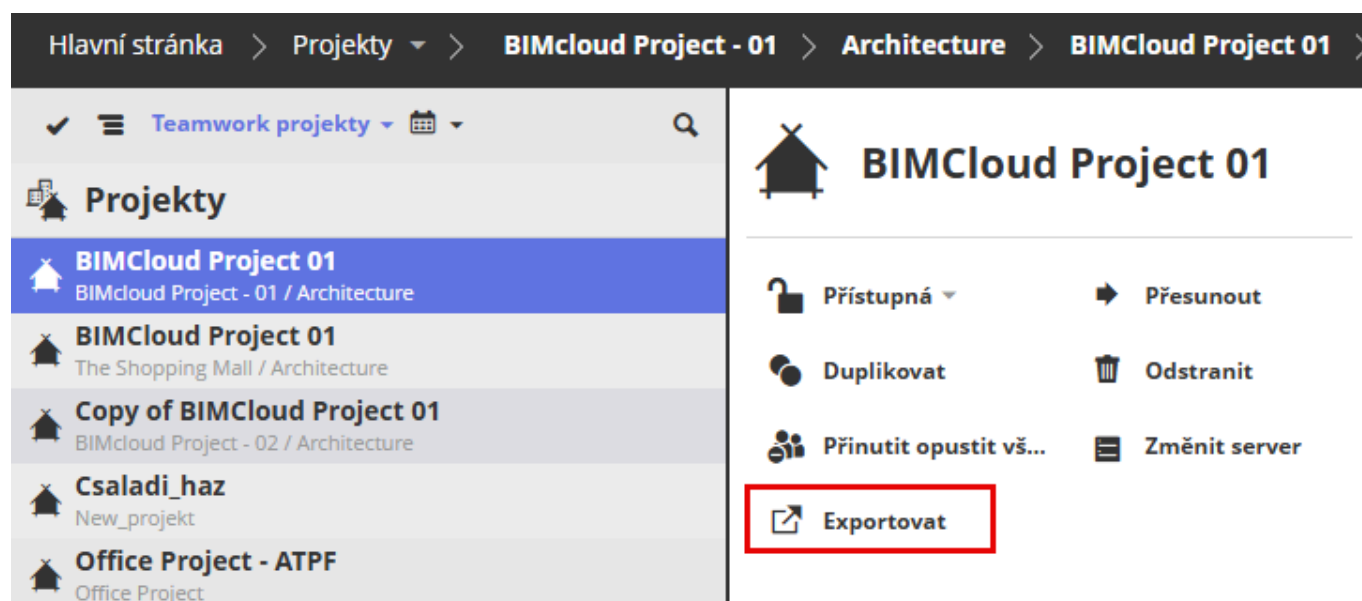 Hlavní stránka > Projekty > BIMcloud Project - 01 > Architecture > BIMCloud Project 01 >
Teamwork projekty
Projekty
BIMCloud Project 01
BIMcloud Project - 01 / Architecture
BIMCloud Project 01
The Shopping Mall / Architecture
Copy of BIMCloud Project 01
BIMcloud Project - 02 / Architecture
Csaladi_haz
New_projekt
Office Project - ATPF
Office Project
BIMCloud Project 01
Přístupná
Přesunout
Duplikovat
Odstranit
Přinutit opustit vš...
Změnit server
Exportovat